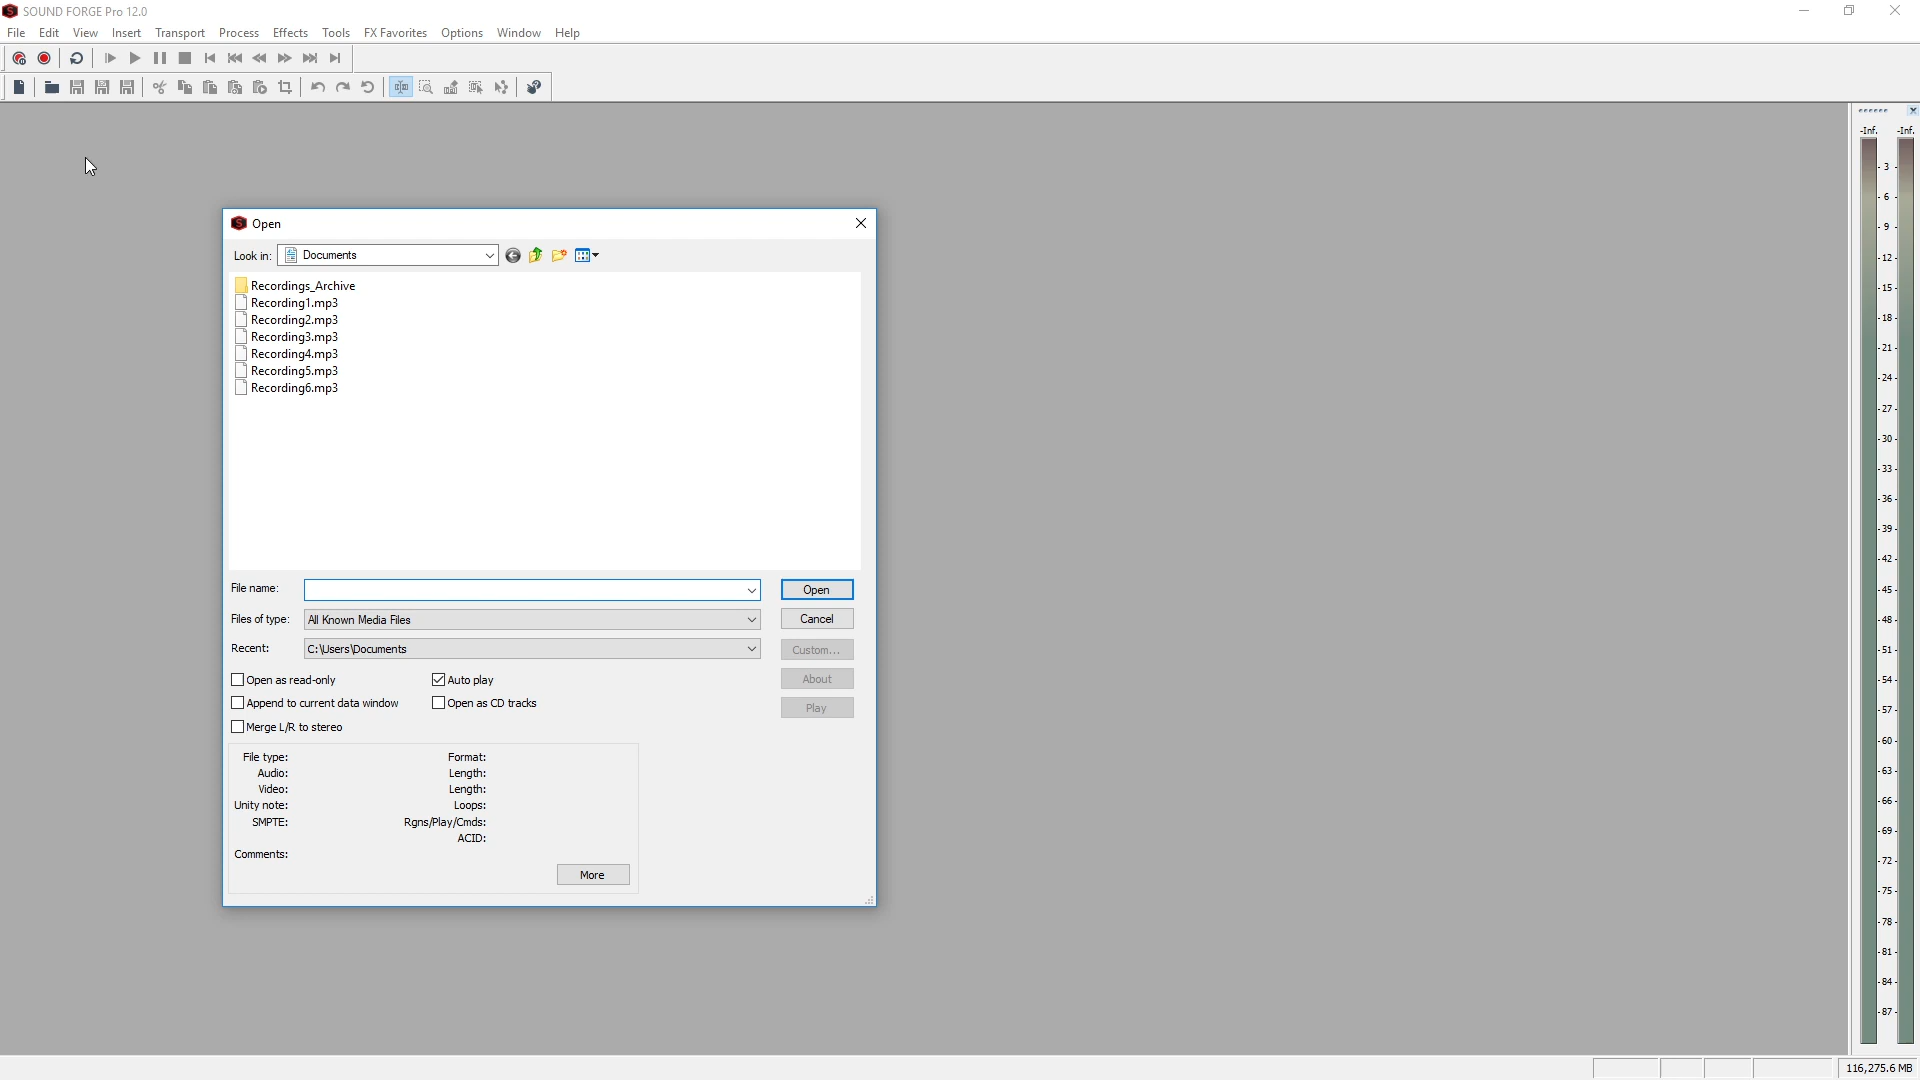 SOUND FORGE Pro 12.0
File Edit View Insert Transport Process Effects Tools FX Favorites Options Window Help
-Inf. -Inf.
Open
Look in: Documents
Recordings_Archive
Recording1.mp3
Recording2.mp3
Recording3.mp3
Recording4.mp3
Recording5.mp3
Recording6.mp3
File name: Open
Files of type: All Known Media Files Cancel
Recent: C:\Users\Documents Custom...
Open as read-only Auto play About
Append to current data window Open as CD tracks Play
Merge L/R to stereo
File type: Format:
Audio: Length:
Video: Length:
Unity note: Loops:
SMPTE: Rgns/Play/Cmds:
ACID:
Comments:
More
- 3 -
- 6 -
- 9 -
-12-
-15-
-18-
-21-
-24-
-27-
-30-
-33-
-36-
-39-
-42-
-45-
-48-
-51-
-54-
-57-
-60-
-63-
-66-
-69-
-72-
-75-
-78-
-81-
-84-
-87-
116,275.6 MB